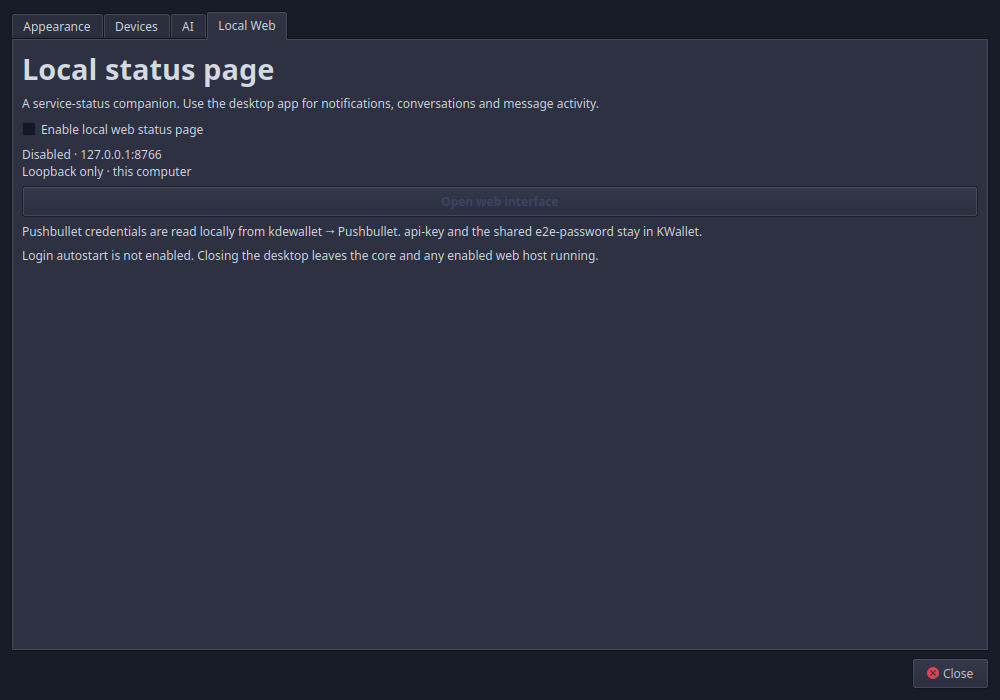 Appearance
Devices
AI
Local Web
Local status page
A service-status companion. Use the desktop app for notifications, conversations and message activity.
Enable local web status page
Disabled · 127.0.0.1:8766
Loopback only · this computer
Open web interface
Pushbullet credentials are read locally from kdewallet → Pushbullet. api-key and the shared e2e-password stay in KWallet.
Login autostart is not enabled. Closing the desktop leaves the core and any enabled web host running.
Close